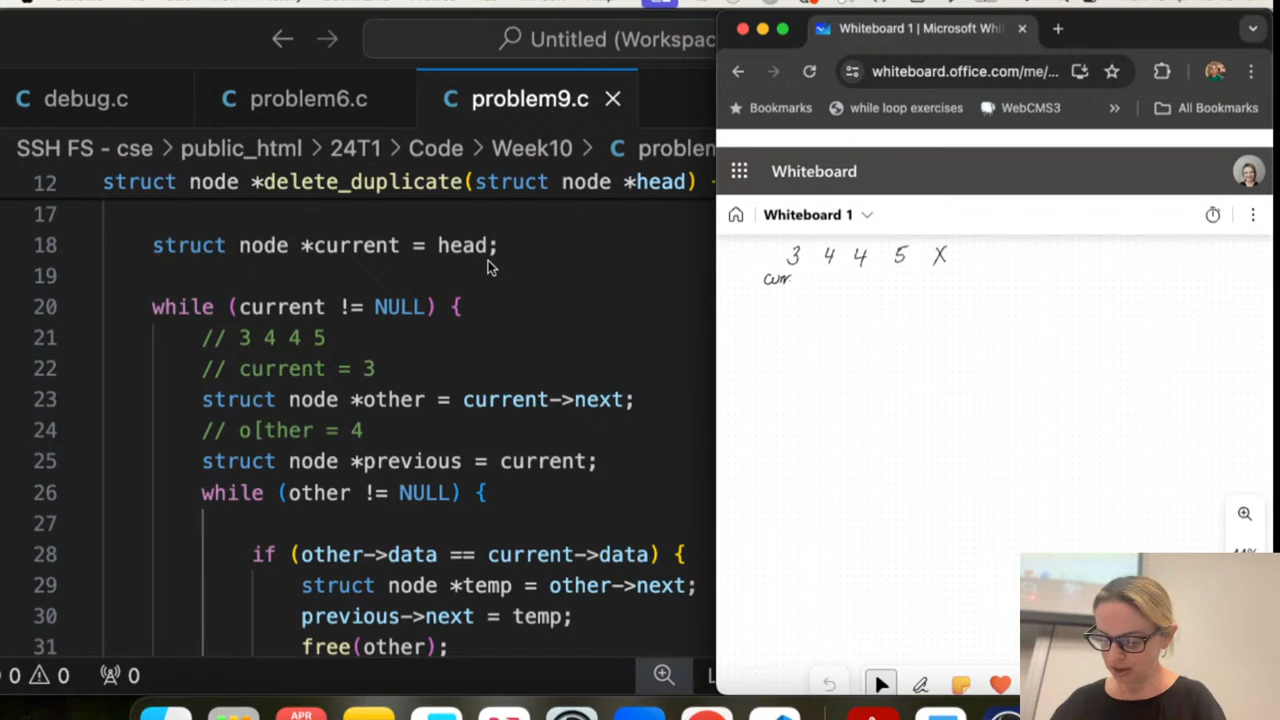 Untitled (Workspac
debug.c
problem6.c
problem9.c
SSH FS - cse > public_html > 24T1 > Code > Week10 > C problem
12 struct node *delete_duplicate(struct node *head) {
17
18 struct node *current = head;
19
20 while (current != NULL) {
21 // 3 4 4 5
22 // current = 3
23 struct node *other = current->next;
24 // o[ther = 4
25 struct node *previous = current;
26 while (other != NULL) {
27
28 if (other->data == current->data) {
29 struct node *temp = other->next;
30 previous->next = temp;
31 free(other);
0 0 0
APR
Whiteboard 1 | Microsoft Whi
whiteboard.office.com/me/...
Bookmarks
while loop exercises
WebCMS3
All Bookmarks
Whiteboard
Whiteboard 1
3 4 4 5 X
curr